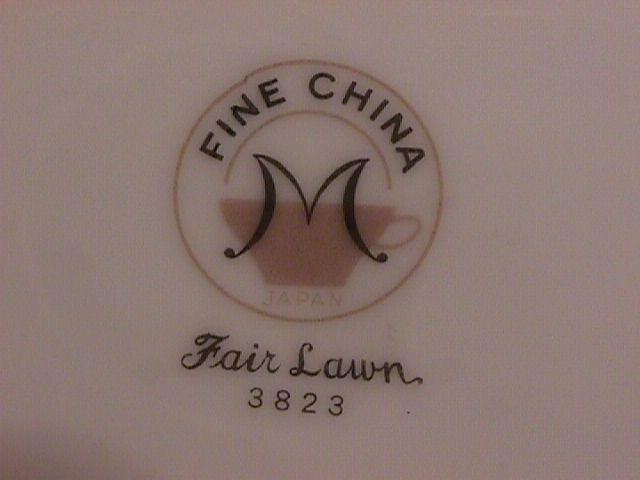 FINE CHINA
M
JAPAN
Fair Lawn
3823